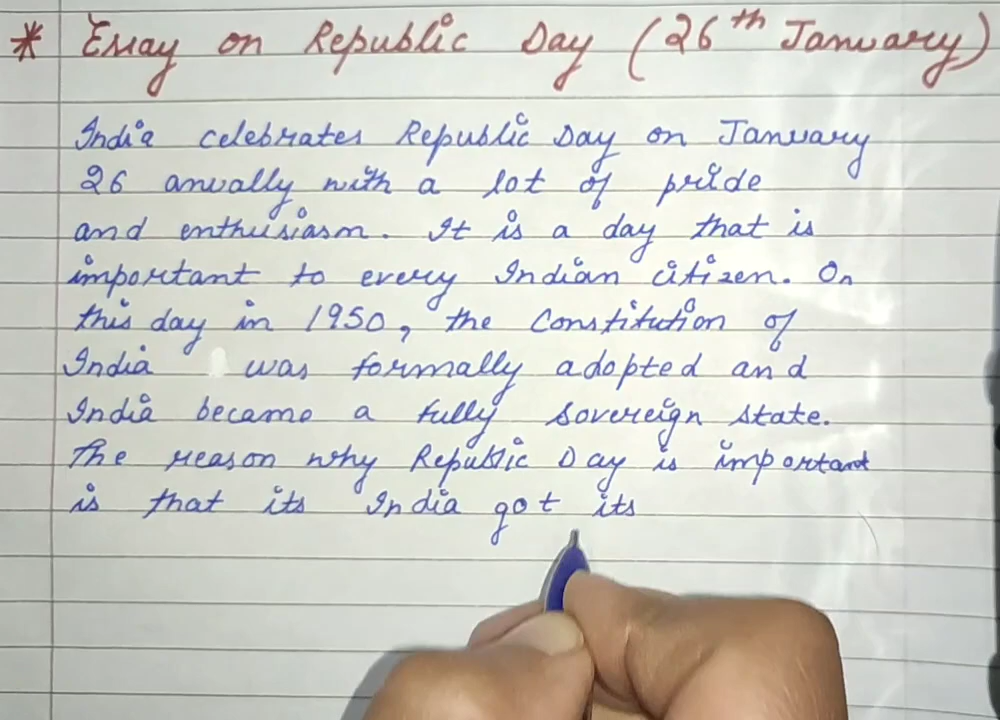 * Essay on Republic Day (26th January)
India celebrates Republic Day on January
26 anually with a lot of pride
and enthusiasm. It is a day that is
important to every Indian citizen. On
this day in 1950, the Constitution of
India was formally adopted and
India became a fully sovereign state.
The reason why Republic Day is important
is that its India got its